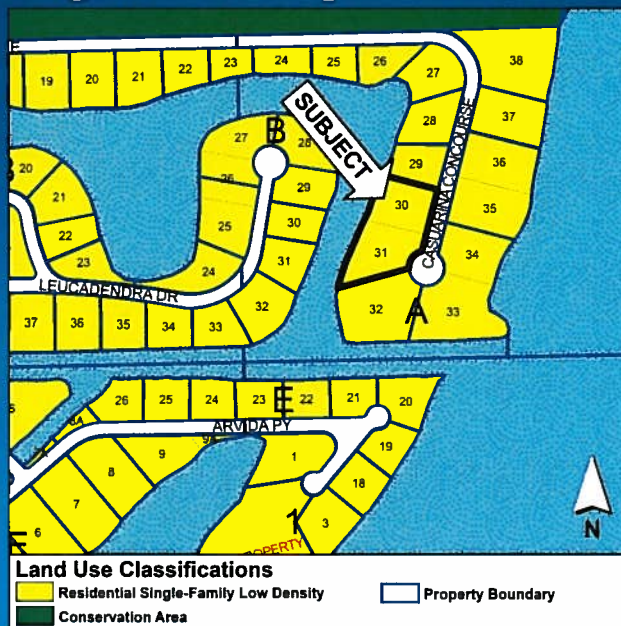 19 20 21 22 23 24 25 26 27 38
28 37
29 36
30 35
31 34
32 33
CASUARINA CONCOURSE
A
SUBJECT
B
27 28
26 29
25 30
24 31
32
20
21
22
23
LEUCADENDRA DR
37 36 35 34 33
26 25 24 23 E 22 21 20
ARVIDA PY
9 1 19
8 18
7 3
6 1
N
Land Use Classifications
Residential Single-Family Low Density
Property Boundary
Conservation Area